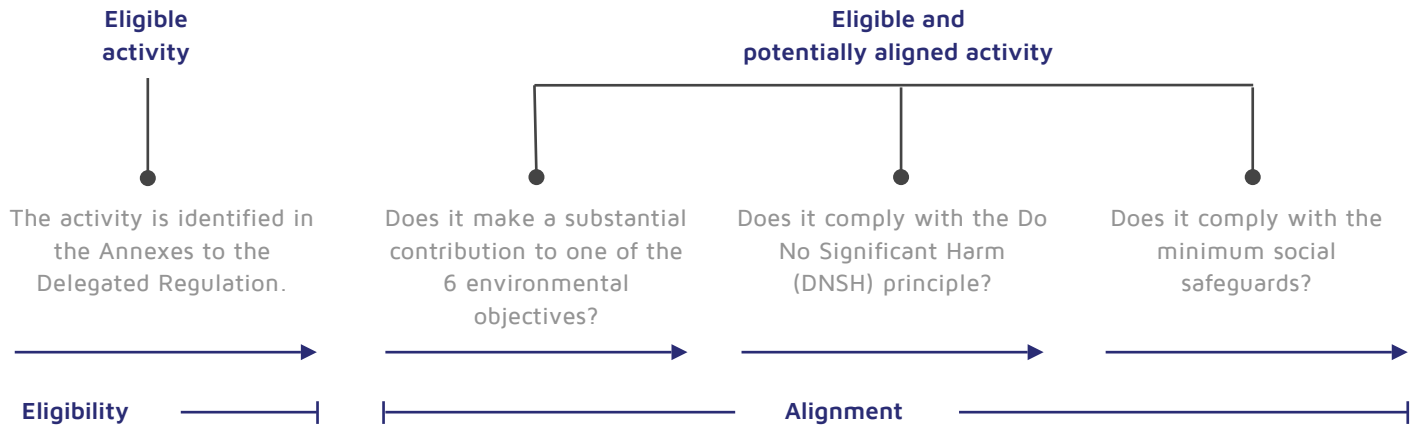 Eligible
activity
Eligible and
potentially aligned activity
The activity is identified in
the Annexes to the
Delegated Regulation.
Does it make a substantial
contribution to one of the
6 environmental
objectives?
Does it comply with the Do
No Significant Harm
(DNSH) principle?
Does it comply with the
minimum social
safeguards?
Eligibility
Alignment